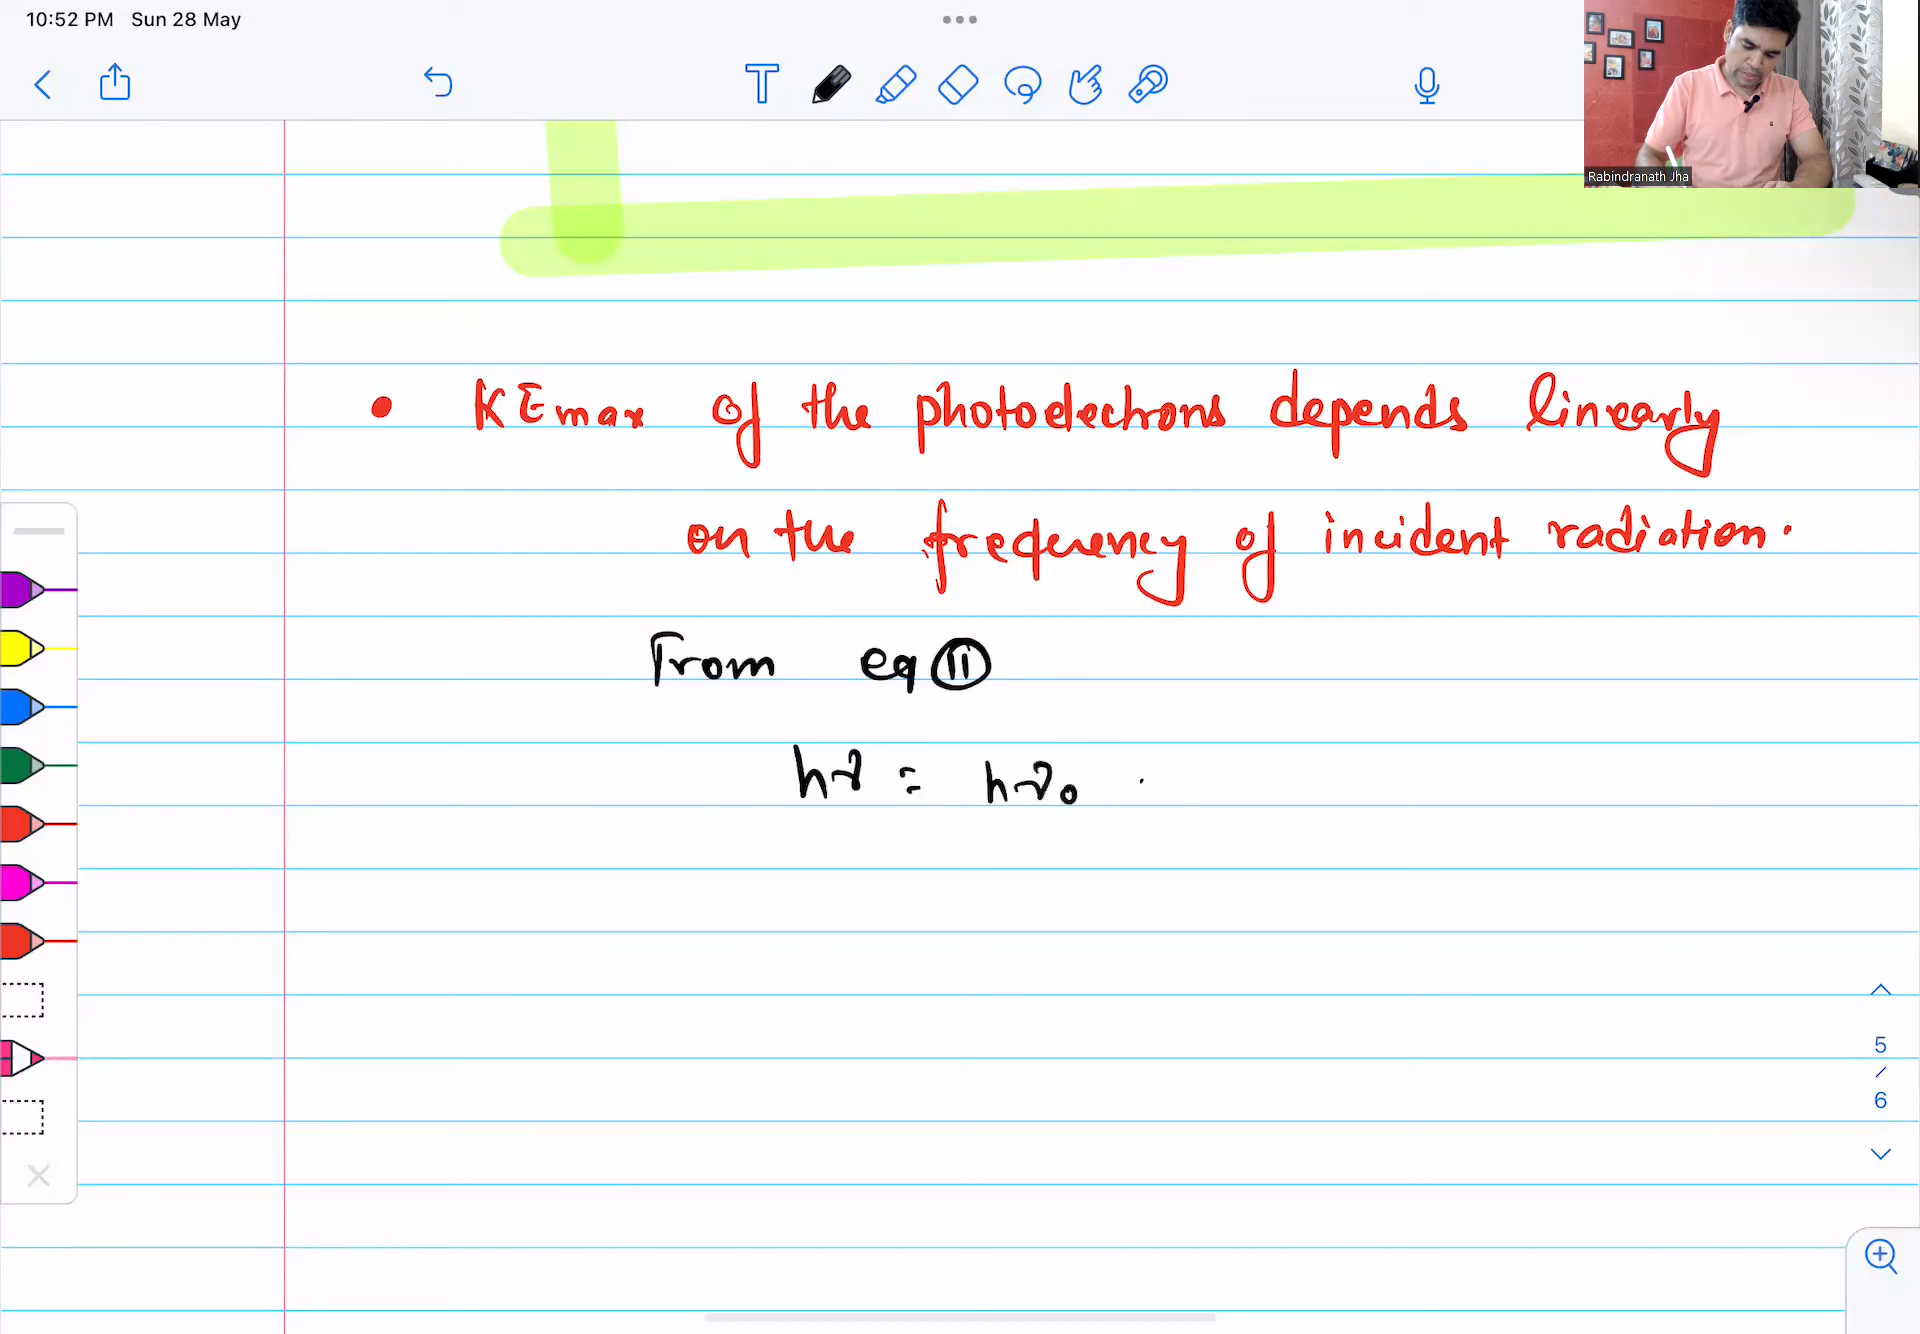 10:52 PM Sun 28 May
Rabindranath Jha
• KEmax of the photoelechrons depends linearly
on the frequency of incident radiation.
From eq ⑪
hν = hν₀
5
/
6